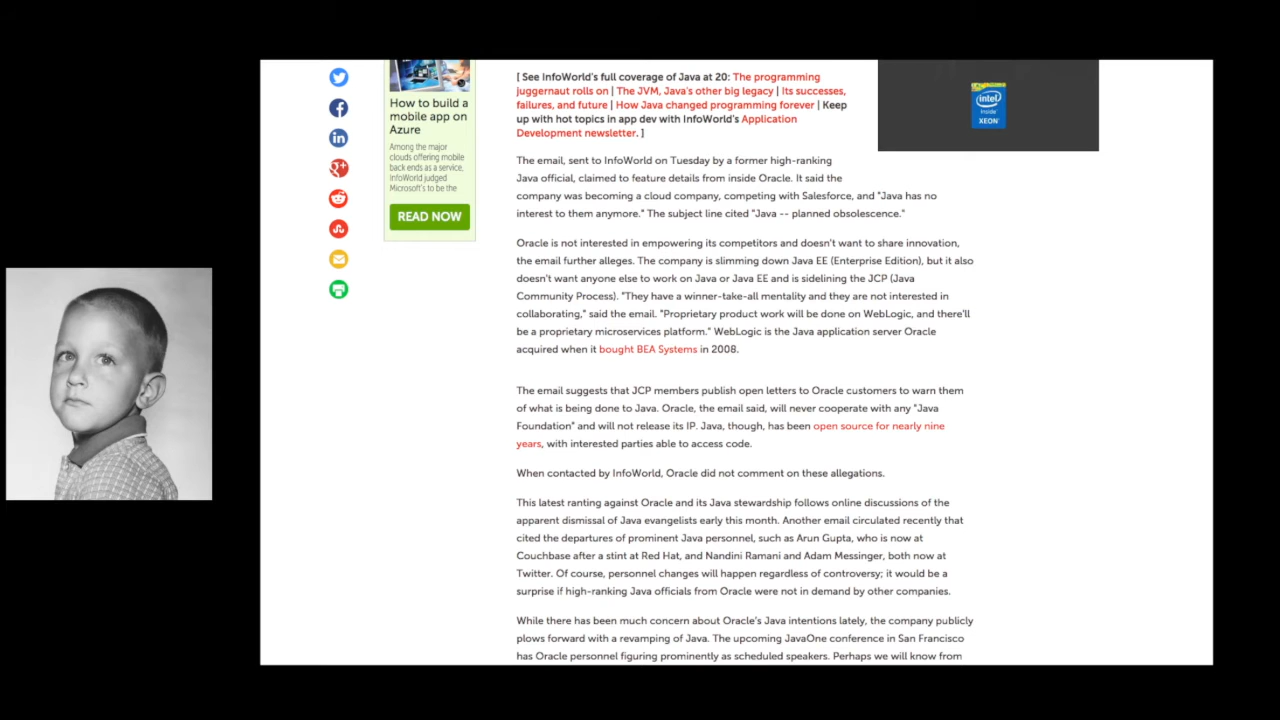 How to build a
mobile app on
Azure
Among the major
clouds offering mobile
back ends as a service,
InfoWorld judged
Microsoft's to be the
READ NOW
[ See InfoWorld's full coverage of Java at 20: The programming
juggernaut rolls on | The JVM, Java's other big legacy | Its successes,
failures, and future | How Java changed programming forever | Keep
up with hot topics in app dev with InfoWorld's Application
Development newsletter. ]
intel
inside
XEON
The email, sent to InfoWorld on Tuesday by a former high-ranking
Java official, claimed to feature details from inside Oracle. It said the
company was becoming a cloud company, competing with Salesforce, and "Java has no
interest to them anymore." The subject line cited "Java -- planned obsolescence."
Oracle is not interested in empowering its competitors and doesn't want to share innovation,
the email further alleges. The company is slimming down Java EE (Enterprise Edition), but it also
doesn't want anyone else to work on Java or Java EE and is sidelining the JCP (Java
Community Process). "They have a winner-take-all mentality and they are not interested in
collaborating," said the email. "Proprietary product work will be done on WebLogic, and there'll
be a proprietary microservices platform." WebLogic is the Java application server Oracle
acquired when it bought BEA Systems in 2008.
The email suggests that JCP members publish open letters to Oracle customers to warn them
of what is being done to Java. Oracle, the email said, will never cooperate with any "Java
Foundation" and will not release its IP. Java, though, has been open source for nearly nine
years, with interested parties able to access code.
When contacted by InfoWorld, Oracle did not comment on these allegations.
This latest ranting against Oracle and its Java stewardship follows online discussions of the
apparent dismissal of Java evangelists early this month. Another email circulated recently that
cited the departures of prominent Java personnel, such as Arun Gupta, who is now at
Couchbase after a stint at Red Hat, and Nandini Ramani and Adam Messinger, both now at
Twitter. Of course, personnel changes will happen regardless of controversy; it would be a
surprise if high-ranking Java officials from Oracle were not in demand by other companies.
While there has been much concern about Oracle's Java intentions lately, the company publicly
plows forward with a revamping of Java. The upcoming JavaOne conference in San Francisco
has Oracle personnel figuring prominently as scheduled speakers. Perhaps we will know from